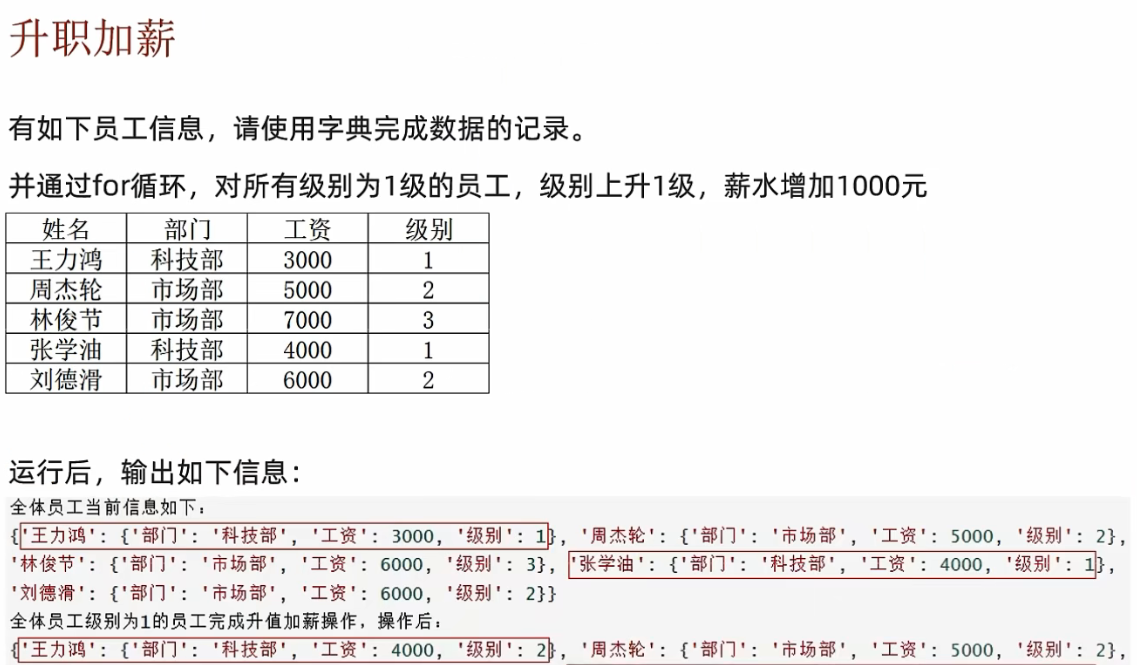 升职加薪
有如下员工信息，请使用字典完成数据的记录。
并通过for循环，对所有级别为1级的员工，级别上升1级，薪水增加1000元
姓名 部门 工资 级别
王力鸿 科技部 3000 1
周杰轮 市场部 5000 2
林俊节 市场部 7000 3
张学油 科技部 4000 1
刘德滑 市场部 6000 2
运行后，输出如下信息：
全体员工当前信息如下：
{'王力鸿': {'部门': '科技部', '工资': 3000, '级别': 1}, '周杰轮': {'部门': '市场部', '工资': 5000, '级别': 2},
'林俊节': {'部门': '市场部', '工资': 6000, '级别': 3}, '张学油': {'部门': '科技部', '工资': 4000, '级别': 1},
'刘德滑': {'部门': '市场部', '工资': 6000, '级别': 2}}
全体员工级别为1的员工完成升值加薪操作，操作后：
{'王力鸿': {'部门': '科技部', '工资': 4000, '级别': 2}, '周杰轮': {'部门': '市场部', '工资': 5000, '级别': 2},